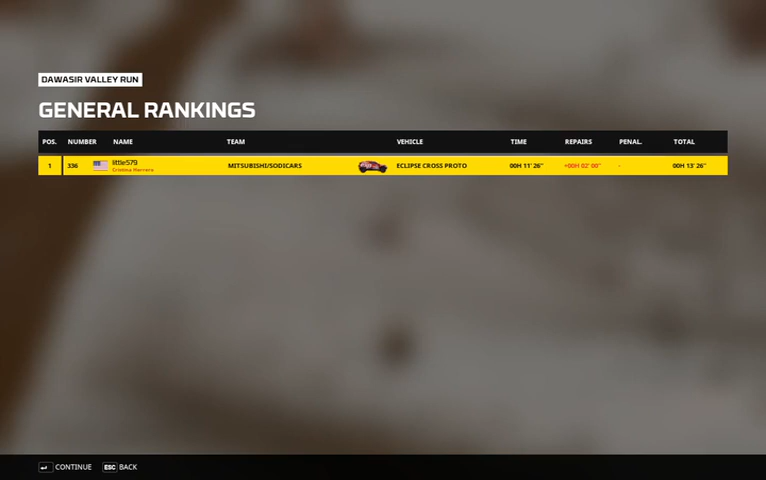 DAWASIR VALLEY RUN
GENERAL RANKINGS
POS. NUMBER NAME TEAM VEHICLE TIME REPAIRS PENAL. TOTAL
1 336 little579 MITSUBISHI/SODICARS ECLIPSE CROSS PROTO 00H 11' 26" +00H 02' 00" - 00H 13' 26"
Cristina Herrero
CONTINUE ESC BACK